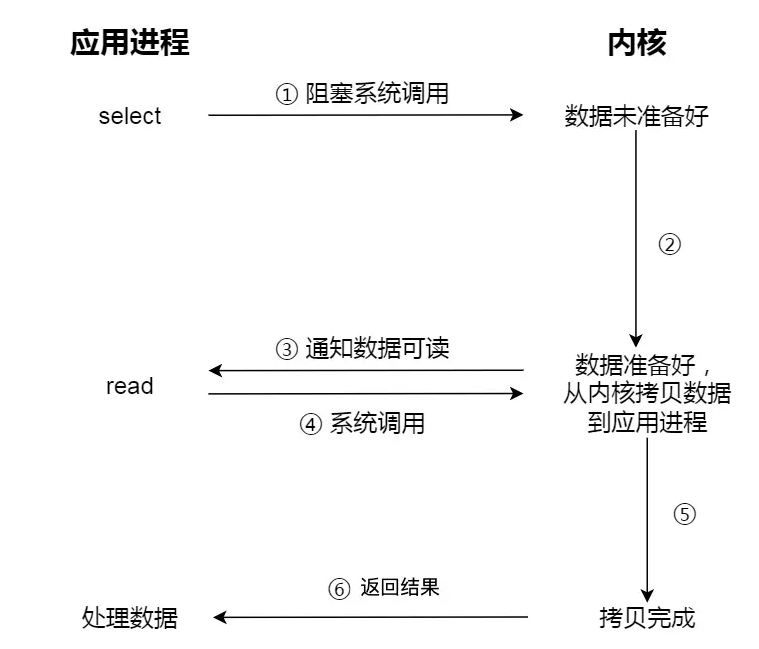 应用进程
内核
① 阻塞系统调用
select
数据未准备好
②
③ 通知数据可读
数据准备好，
read
从内核拷贝数据
④ 系统调用
到应用进程
⑤
⑥ 返回结果
处理数据
拷贝完成